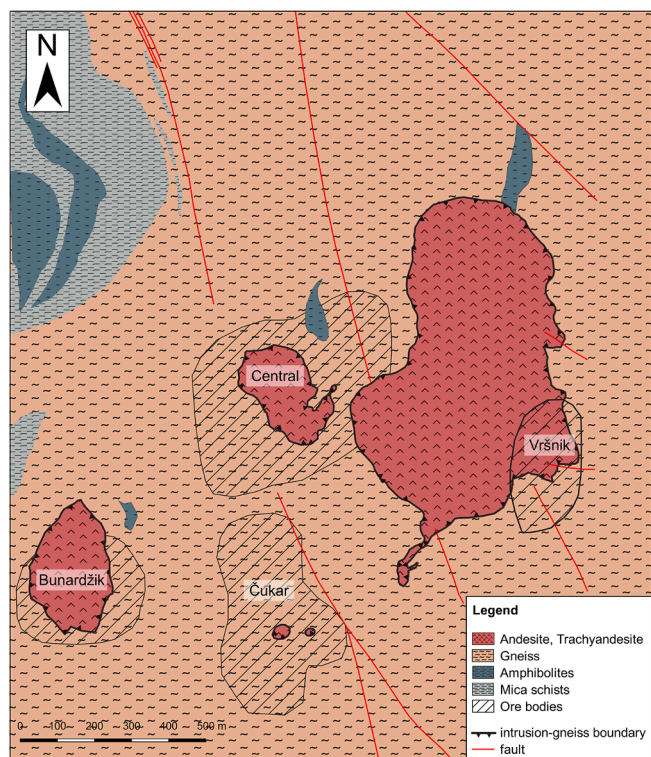 N
Central
Vršnik
Bunardžik
Čukar
Legend
Andesite, Trachyandesite
Gneiss
Amphibolites
Mica schists
Ore bodies
intrusion-gneiss boundary
fault
0 100 200 300 400 500 m